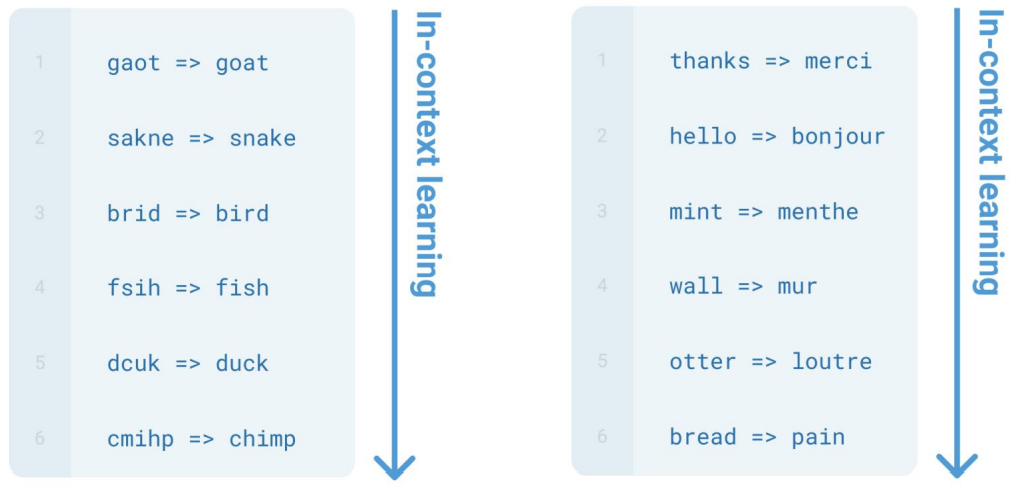 1 gaot => goat
2 sakne => snake
3 brid => bird
4 fsih => fish
5 dcuk => duck
6 cmihp => chimp
In-context learning
1 thanks => merci
2 hello => bonjour
3 mint => menthe
4 wall => mur
5 otter => loutre
6 bread => pain
In-context learning